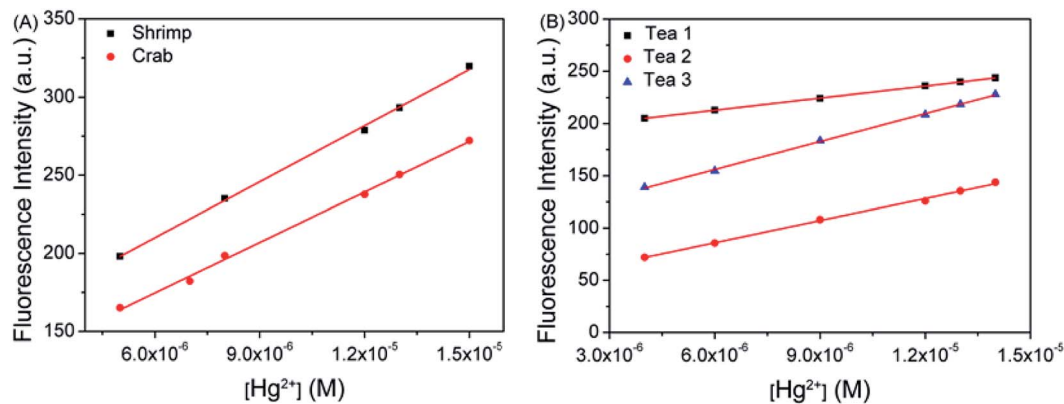 (A)
350
300
250
200
150
Fluorescence Intensity (a.u.)
Shrimp
Crab
6.0x10⁻⁶ 9.0x10⁻⁶ 1.2x10⁻⁵ 1.5x10⁻⁵
[Hg²⁺] (M)
(B)
300
250
200
150
100
50
0
Fluorescence Intensity (a.u.)
Tea 1
Tea 2
Tea 3
3.0x10⁻⁶ 6.0x10⁻⁶ 9.0x10⁻⁶ 1.2x10⁻⁵ 1.5x10⁻⁵
[Hg²⁺] (M)